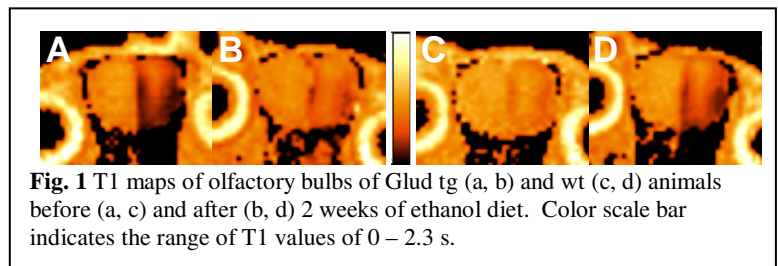 A B C D
Fig. 1 T1 maps of olfactory bulbs of Glud tg (a, b) and wt (c, d) animals
before (a, c) and after (b, d) 2 weeks of ethanol diet. Color scale bar
indicates the range of T1 values of 0 – 2.3 s.